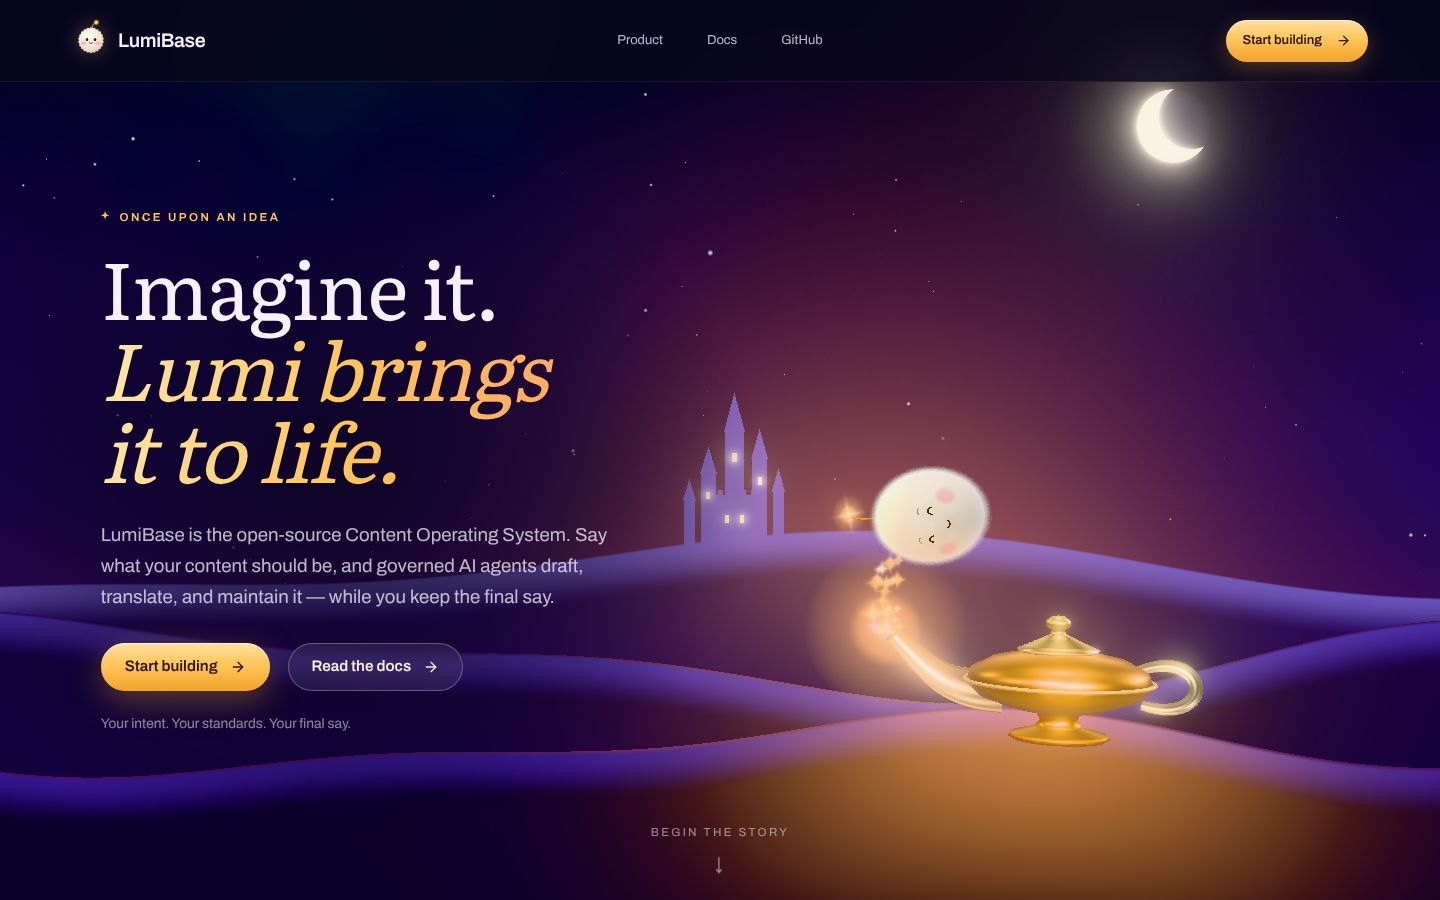 LumiBase
Product
Docs
GitHub
Start building
ONCE UPON AN IDEA
Imagine it.
Lumi brings
it to life.
LumiBase is the open-source Content Operating System. Say
what your content should be, and governed AI agents draft,
translate, and maintain it — while you keep the final say.
Start building
Read the docs
Your intent. Your standards. Your final say.
BEGIN THE STORY